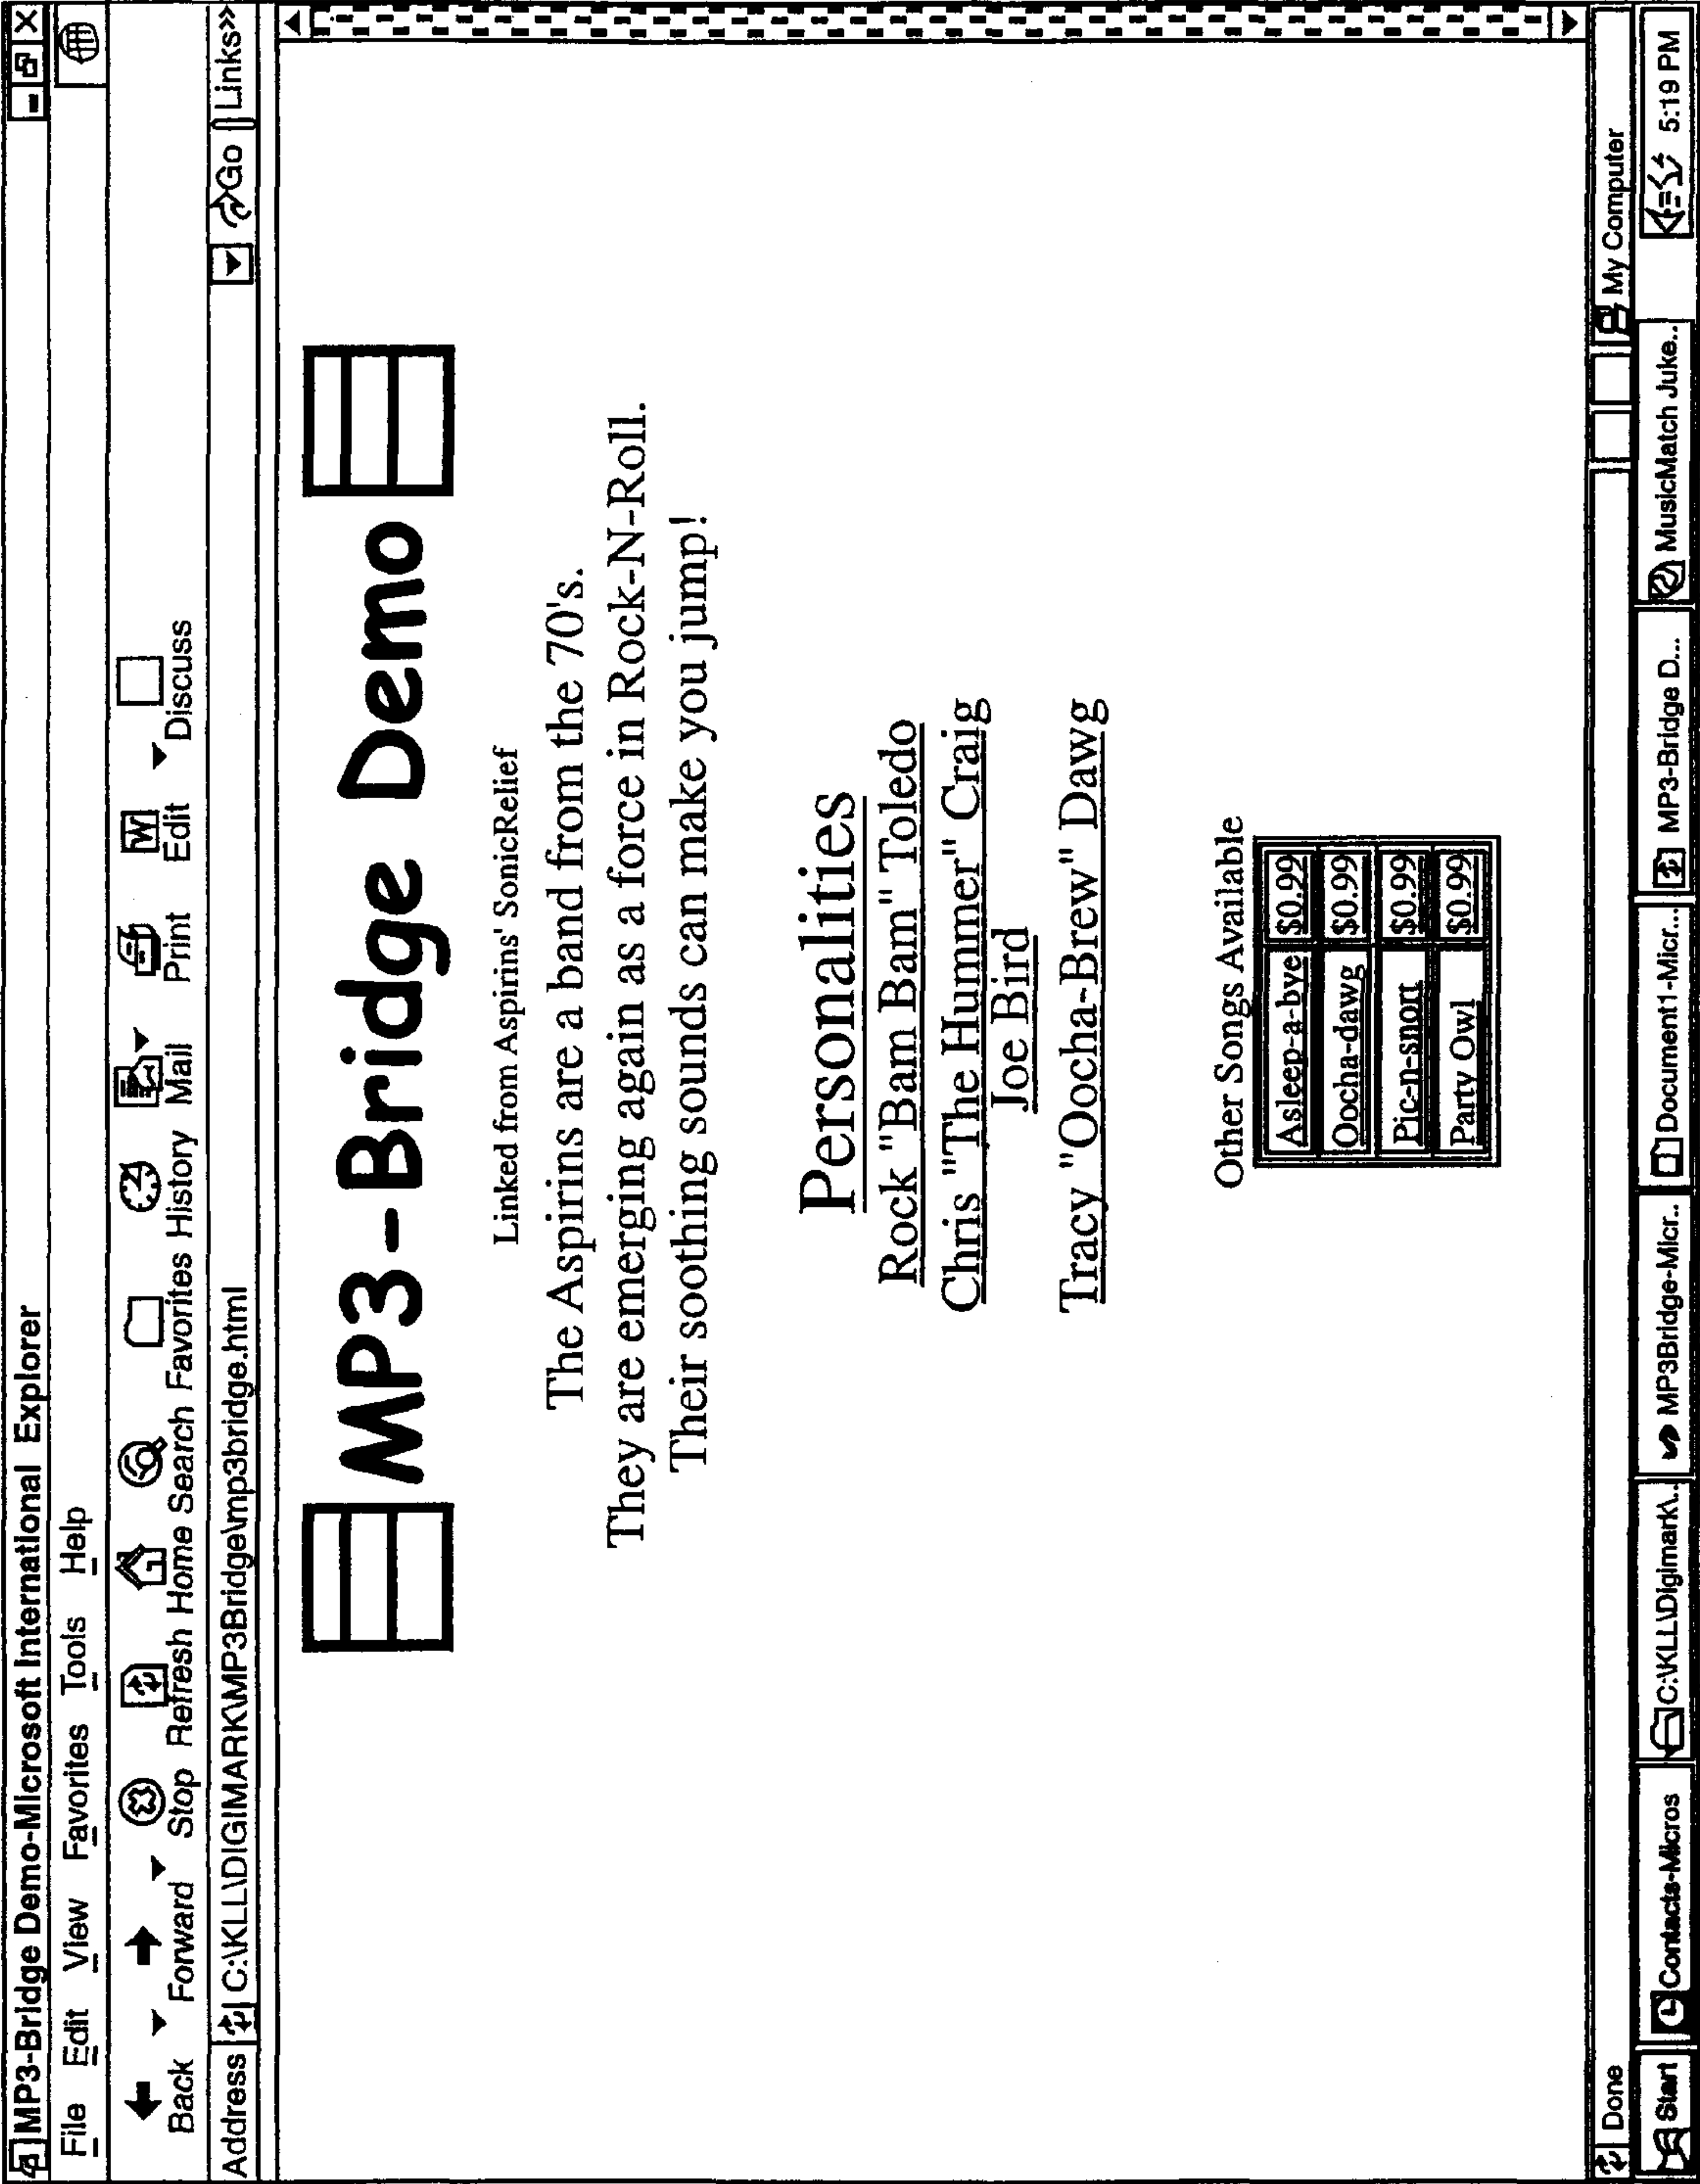 MP3-Bridge Demo-Microsoft International Explorer
File Edit View Favorites Tools Help
Back Forward Stop Refresh Home Search Favorites History Mail Print Edit Discuss
Address C:\KLL\DIGIMARK\MP3Bridge\mp3bridge.html Go Links»
MP3-Bridge Demo
Linked from Aspirins' SonicRelief
The Aspirins are a band from the 70's.
They are emerging again as a force in Rock-N-Roll.
Their soothing sounds can make you jump!
Personalities
Rock "Bam Bam" Toledo
Chris "The Hummer" Craig
Joe Bird
Tracy "Oocha-Brew" Dawg
Other Songs Available
Asleep-a-bye $0.99
Oocha-dawg $0.99
Pic-n-snort $0.99
Party Owl $0.99
Done My Computer
Start Contacts-Micros C:\KLL\Digimark\.. MP3Bridge-Micr.. Document1-Micr... MP3-Bridge D... MusicMatch Juke.. 5:19 PM